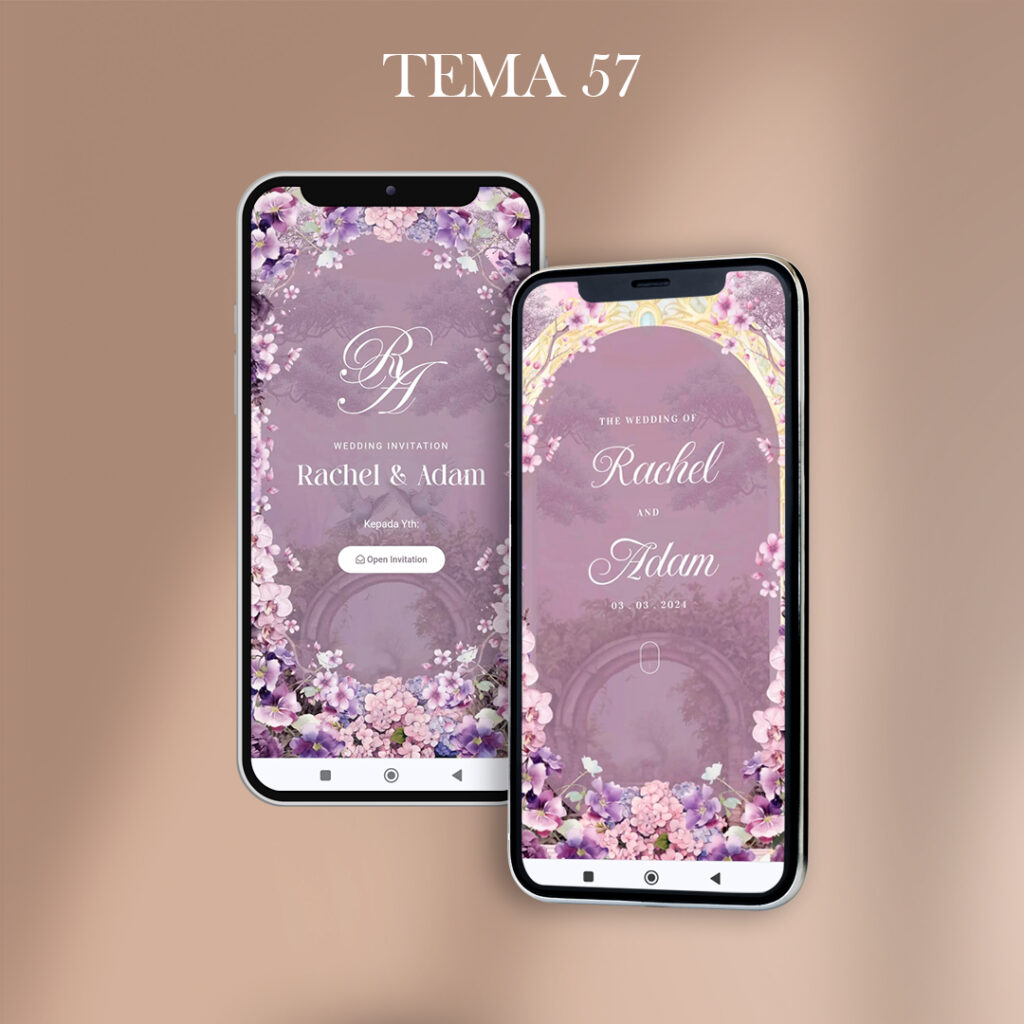 TEMA 57
RA
WEDDING INVITATION
Rachel & Adam
Kepada Yth:
Open Invitation
THE WEDDING OF
Rachel
AND
Adam
03 . 03 . 2024